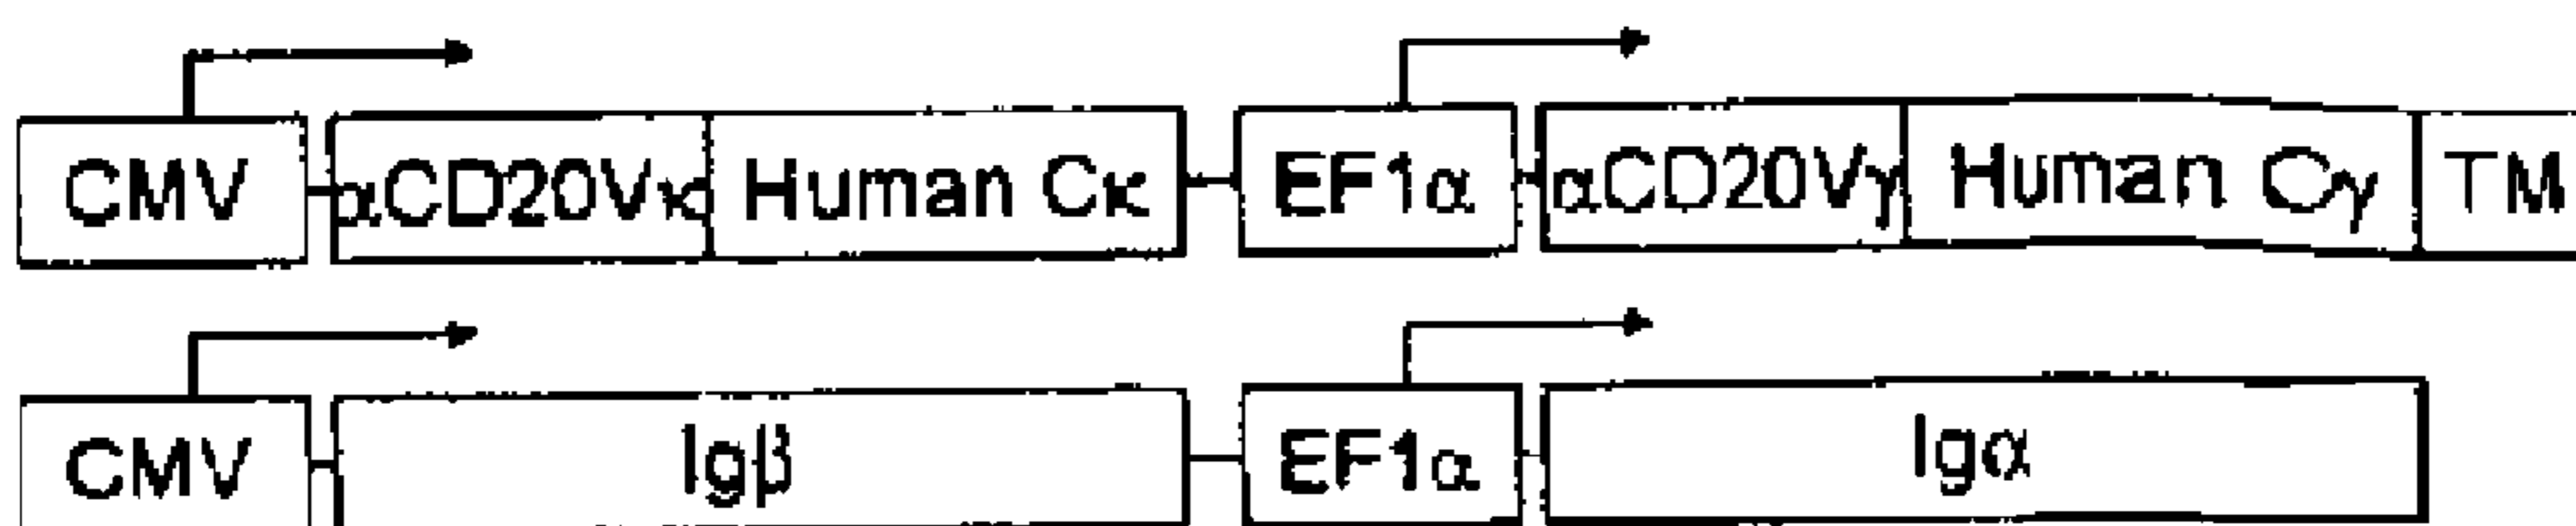 CMV αCD20Vκ Human Cκ EF1α αCD20Vγ Human Cγ TM
CMV Igβ EF1α Igα